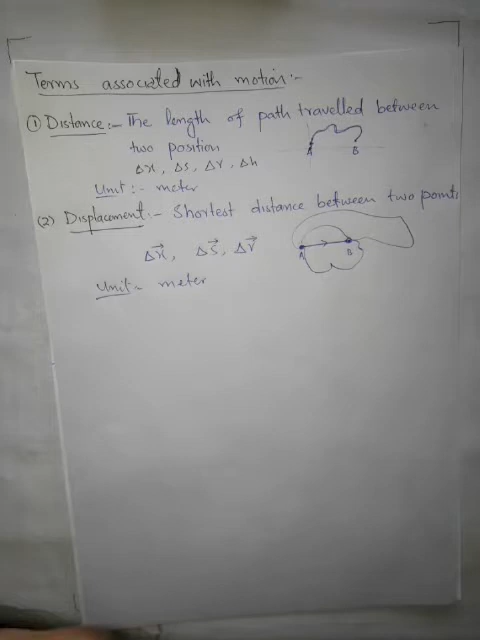 Terms associated with motion:-
① Distance:- The length of path travelled between
two position
A B
Δx, Δs, Δr, Δh
Unit:- meter
(2) Displacement:- Shortest distance between two points
Δx⃗, Δs⃗, Δr⃗
A B
Unit:- meter